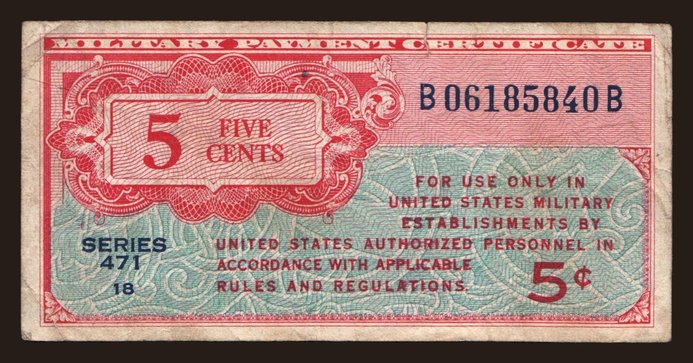 MILITARY PAYMENT CERTIFICATE
B06185840B
5 FIVE
CENTS
FOR USE ONLY IN
UNITED STATES MILITARY
ESTABLISHMENTS BY
UNITED STATES AUTHORIZED PERSONNEL IN
ACCORDANCE WITH APPLICABLE
RULES AND REGULATIONS.
SERIES
471
18
5¢